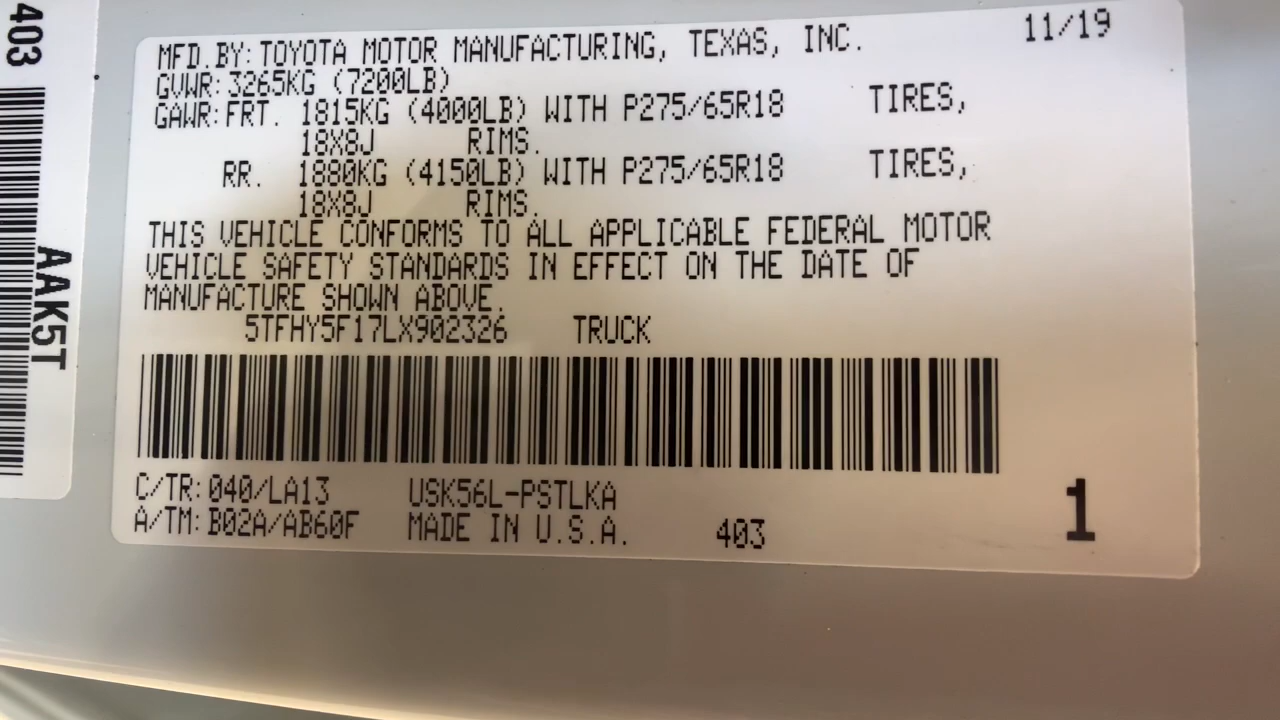 403
AAK5T
MFD.BY: TOYOTA MOTOR MANUFACTURING, TEXAS, INC. 11/19
GVWR: 3265KG (7200LB)
GAWR: FRT. 1815KG (4000LB) WITH P275/65R18 TIRES,
18X8J RIMS.
RR. 1880KG (4150LB) WITH P275/65R18 TIRES,
18X8J RIMS.
THIS VEHICLE CONFORMS TO ALL APPLICABLE FEDERAL MOTOR
VEHICLE SAFETY STANDARDS IN EFFECT ON THE DATE OF
MANUFACTURE SHOWN ABOVE.
5TFHY5F17LX902326 TRUCK
C/TR: 040/LA13 USK56L-PSTLKA
A/TM: B02A/AB60F MADE IN U.S.A. 403
1